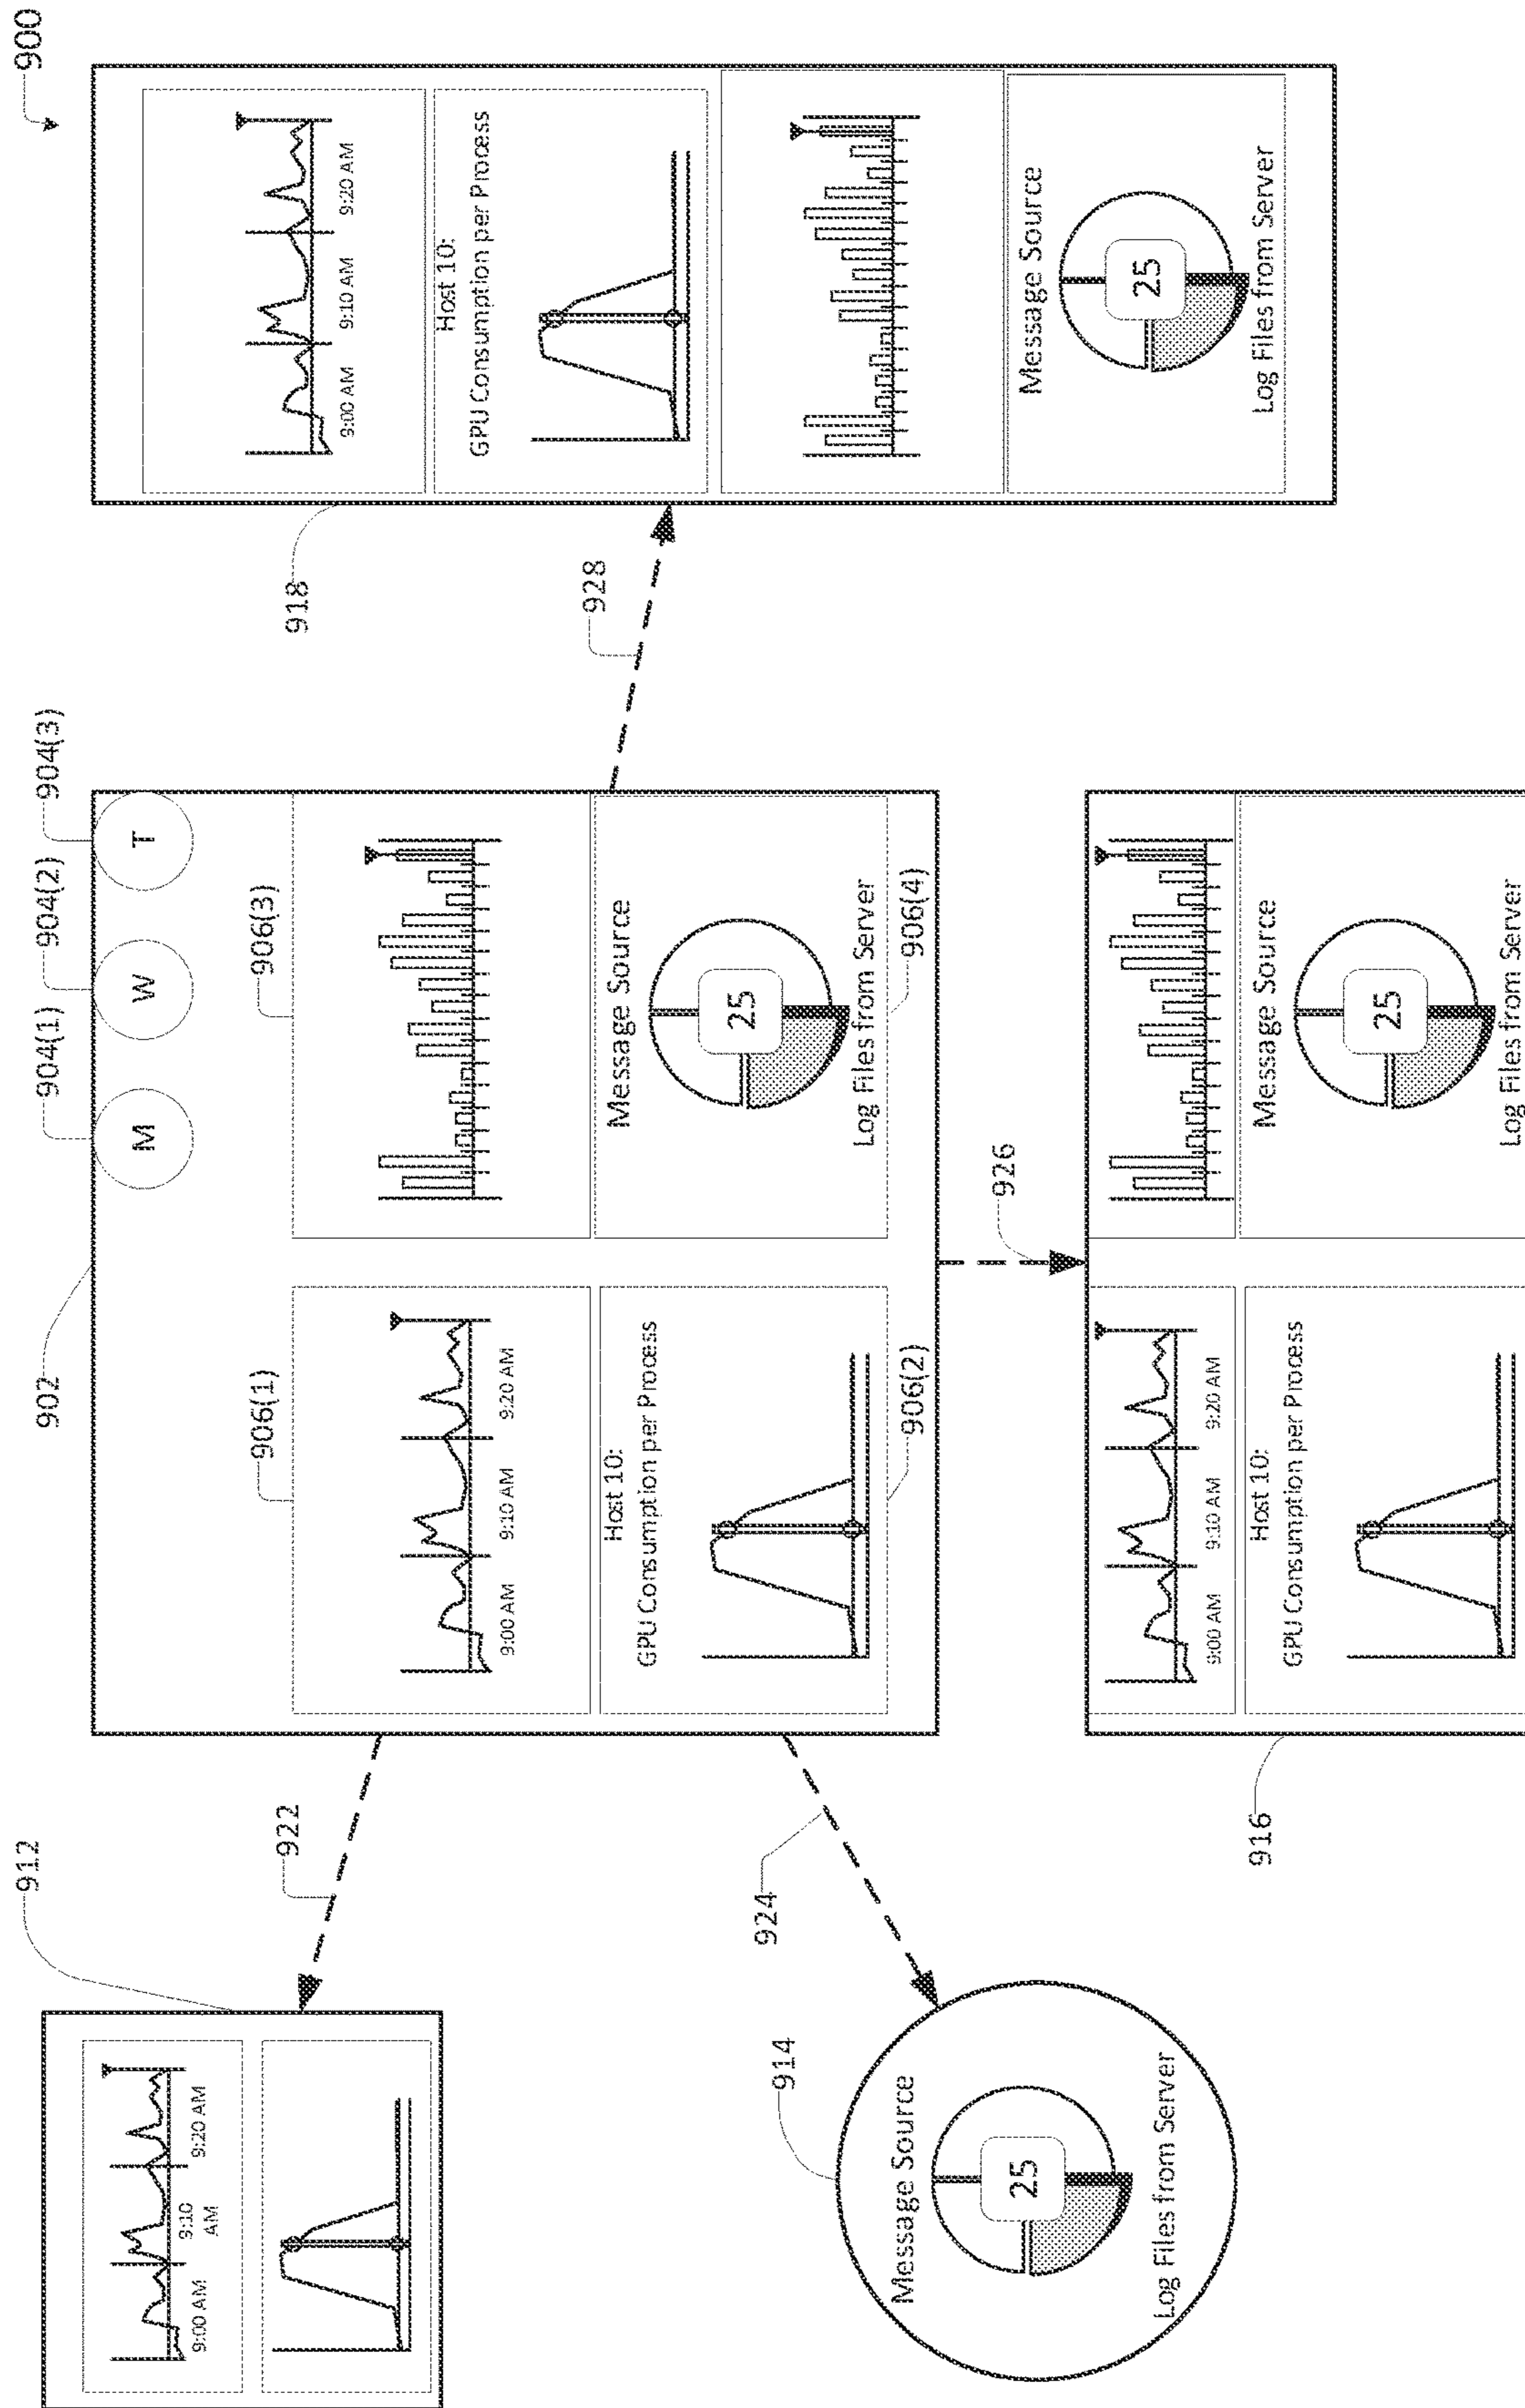 900
902
904(1)
904(2)
904(3)
M
W
T
906(1)
9:00 AM
9:10 AM
9:20 AM
906(3)
Host 10:
GPU Consumption per Process
906(2)
Message Source
25
Log Files from Server
906(4)
912
9:00 AM
9:10
AM
9:20 AM
922
914
Message Source
25
Log Files from Server
924
916
9:00 AM
9:10 AM
9:20 AM
Host 10:
GPU Consumption per Process
Message Source
25
Log Files from Server
926
918
9:00 AM
9:10 AM
9:20 AM
Host 10:
GPU Consumption per Process
Message Source
25
Log Files from Server
928